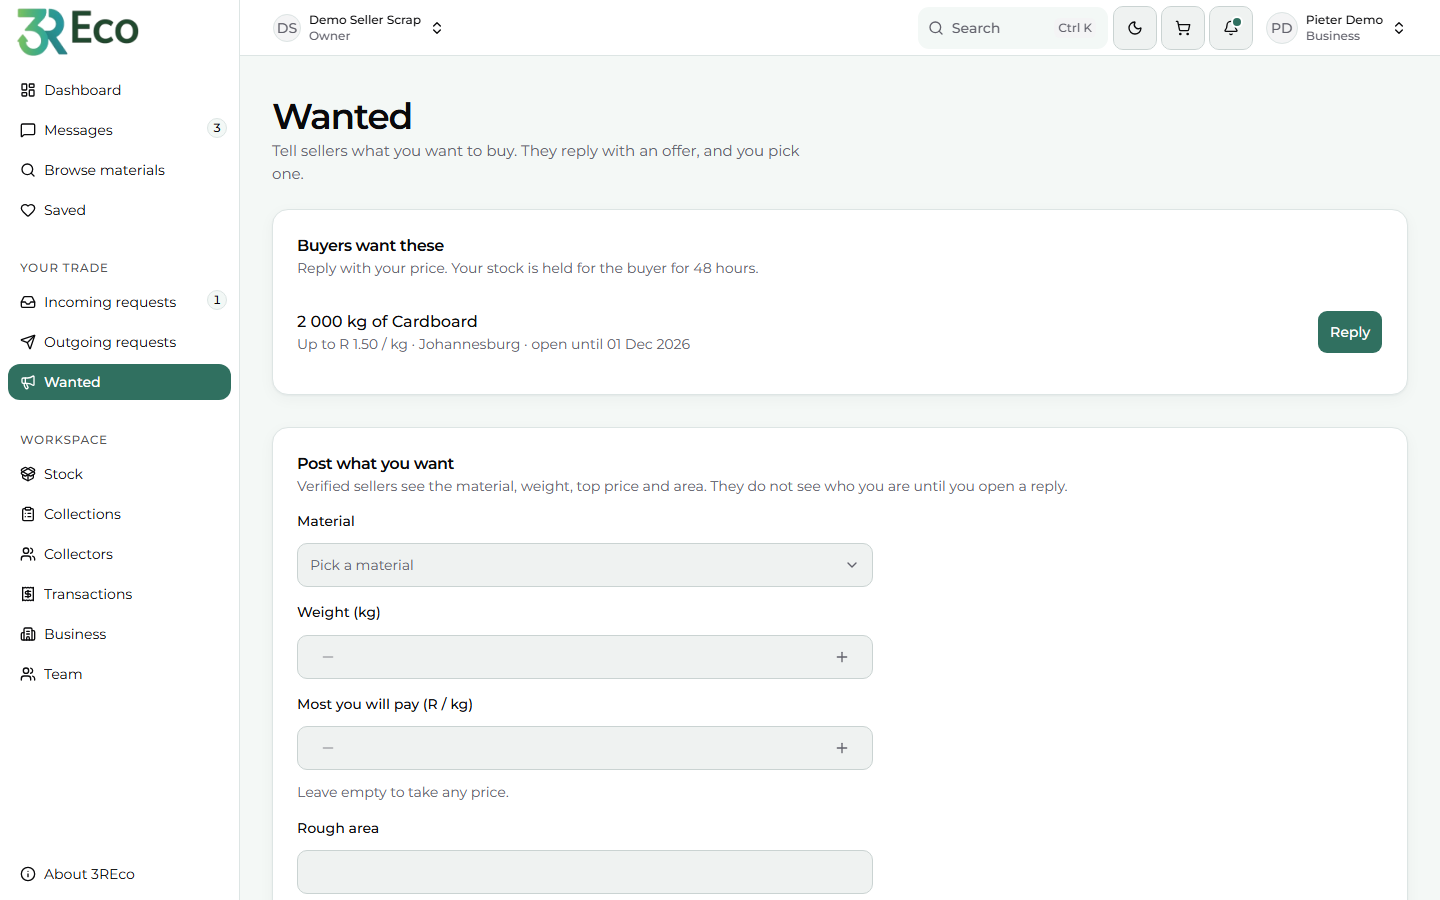 3R Eco
DS
Demo Seller Scrap
Owner
Search
Ctrl K
PD
Pieter Demo
Business
Dashboard
Messages
3
Browse materials
Saved
YOUR TRADE
Incoming requests
1
Outgoing requests
Wanted
WORKSPACE
Stock
Collections
Collectors
Transactions
Business
Team
About 3REco
Wanted
Tell sellers what you want to buy. They reply with an offer, and you pick
one.
Buyers want these
Reply with your price. Your stock is held for the buyer for 48 hours.
2 000 kg of Cardboard
Up to R 1.50 / kg · Johannesburg · open until 01 Dec 2026
Reply
Post what you want
Verified sellers see the material, weight, top price and area. They do not see who you are until you open a reply.
Material
Pick a material
Weight (kg)
Most you will pay (R / kg)
Leave empty to take any price.
Rough area